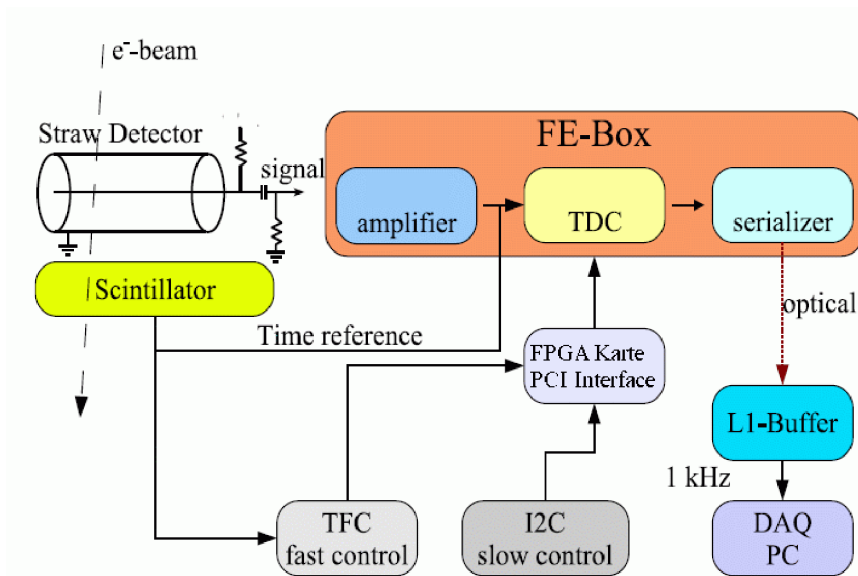 e⁻-beam
Straw Detector
signal
FE-Box
amplifier
TDC
serializer
Scintillator
Time reference
optical
FPGA Karte
PCI Interface
L1-Buffer
1 kHz
TFC
fast control
I2C
slow control
DAQ
PC